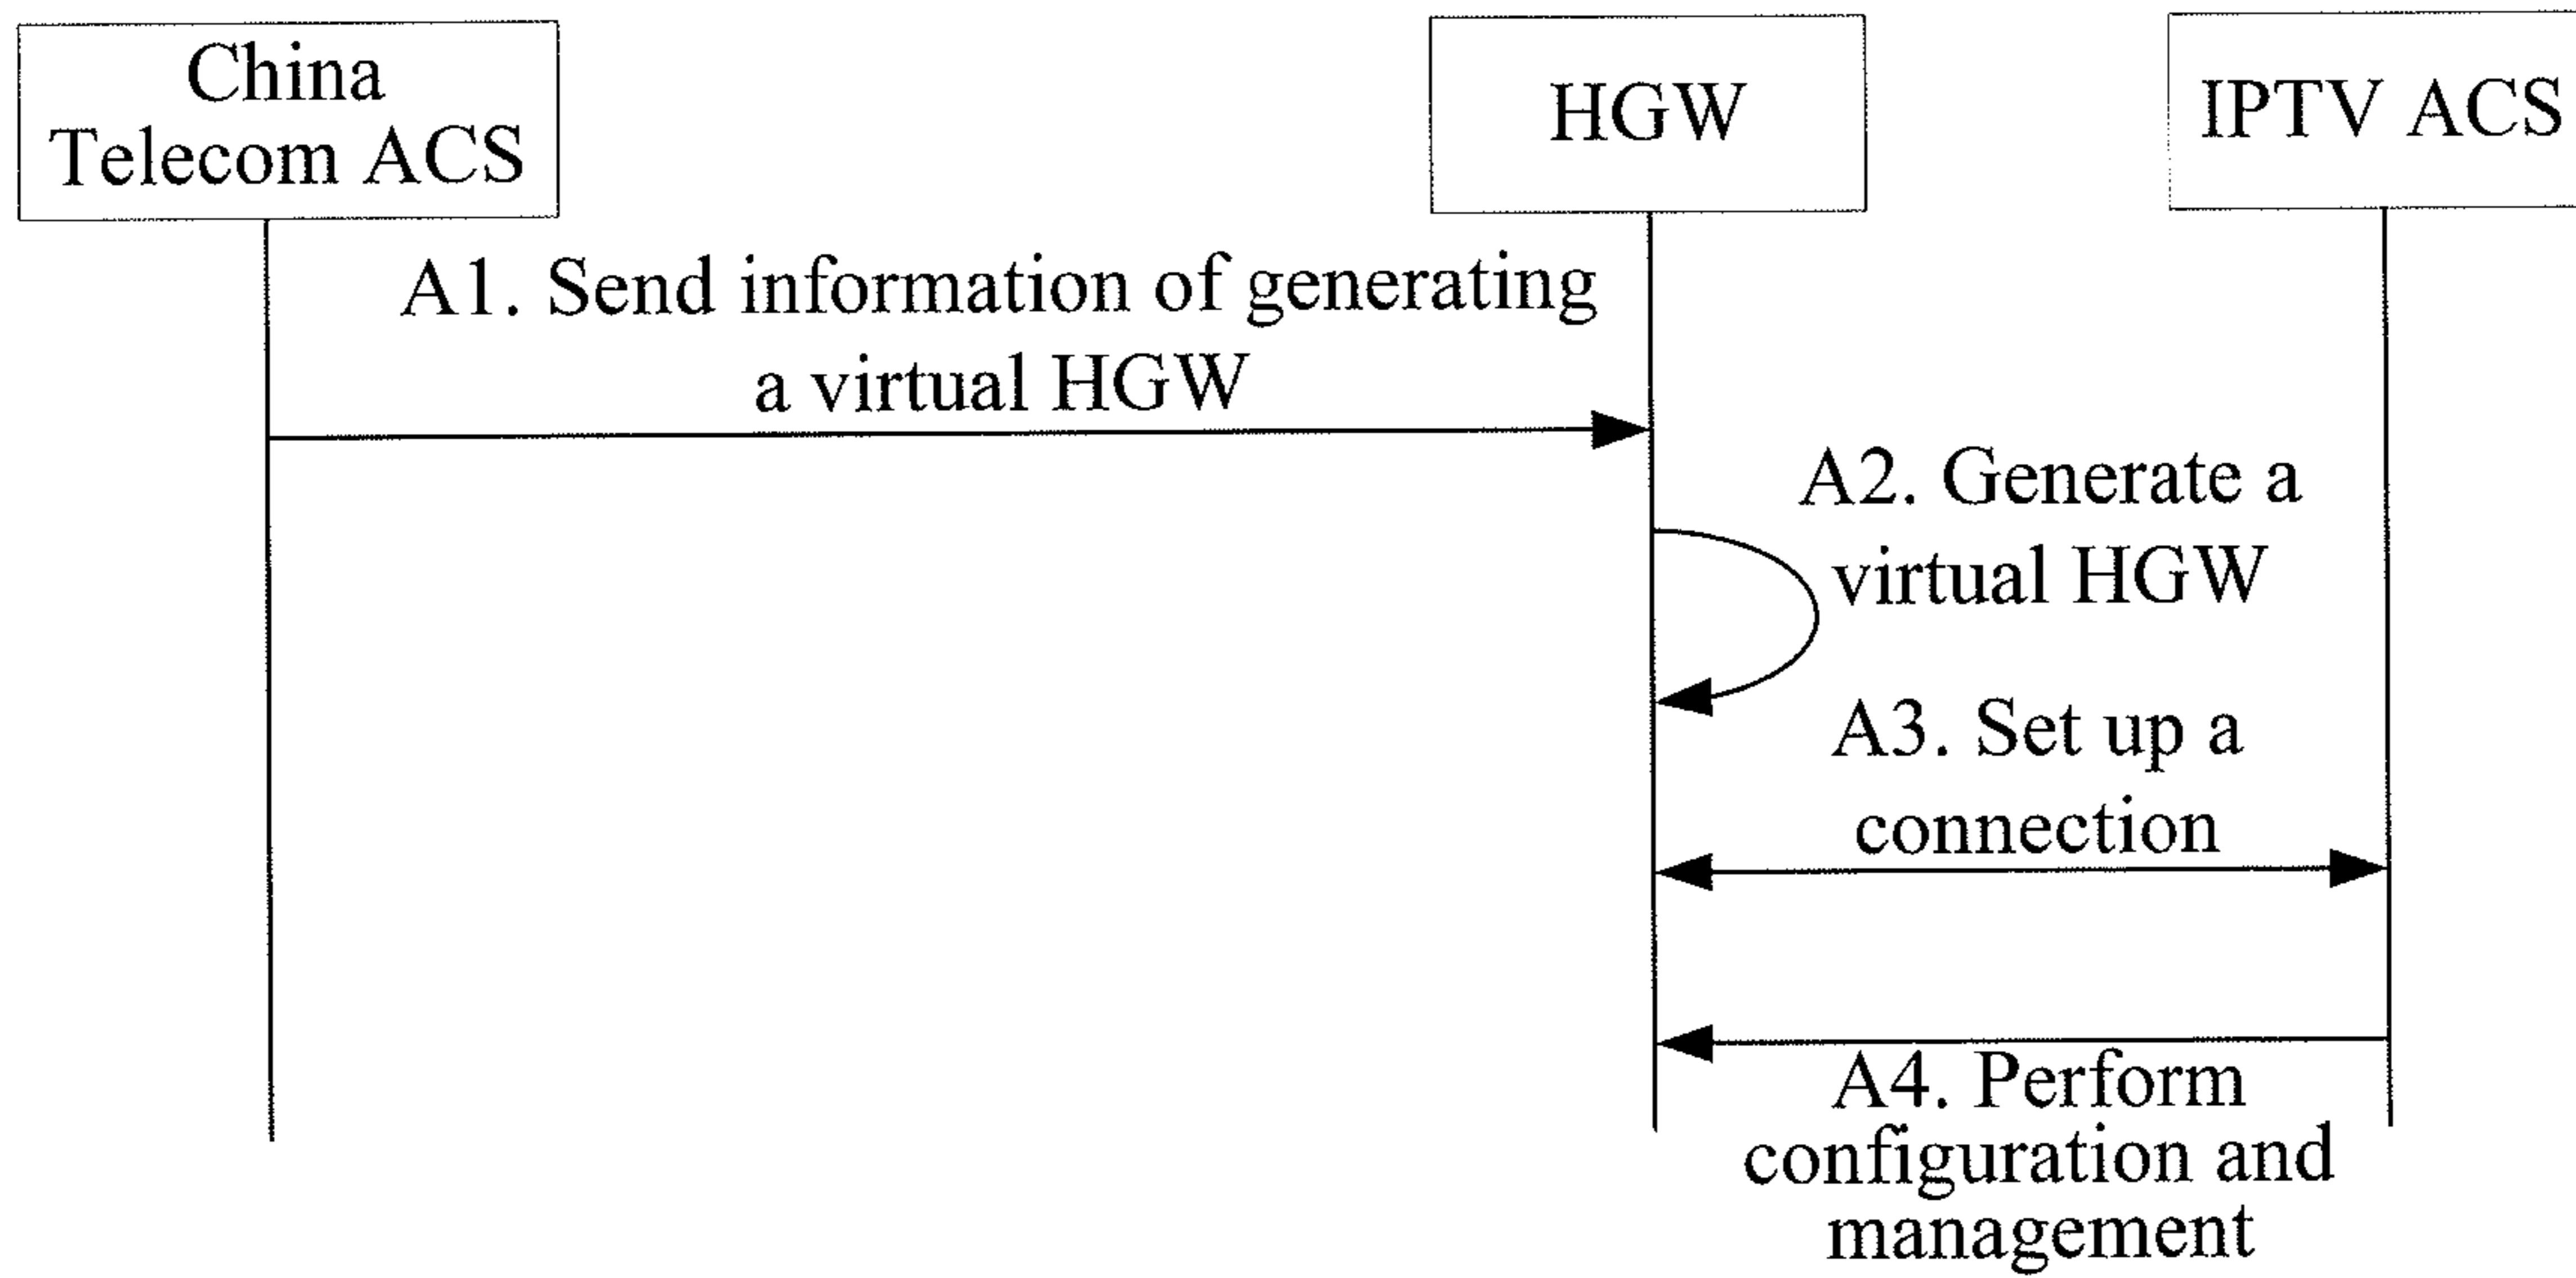 China
Telecom ACS
HGW
IPTV ACS
A1. Send information of generating
a virtual HGW
A2. Generate a
virtual HGW
A3. Set up a
connection
A4. Perform
configuration and
management